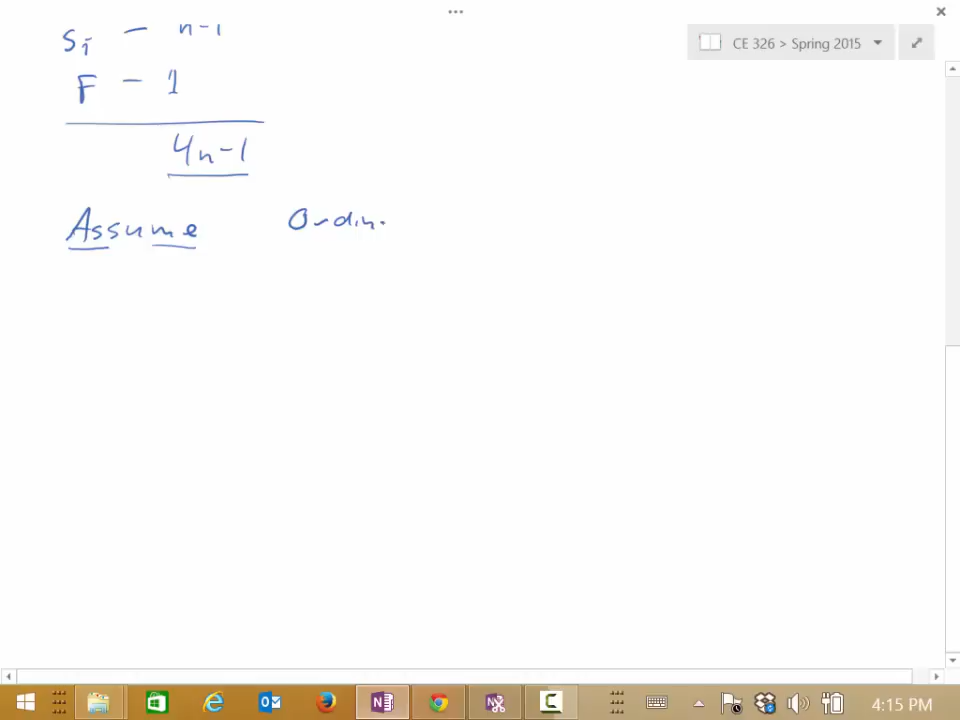 ...
CE 326 > Spring 2015
Si - n-1
F - 1
4n-1
Assume Ordin
4:15 PM